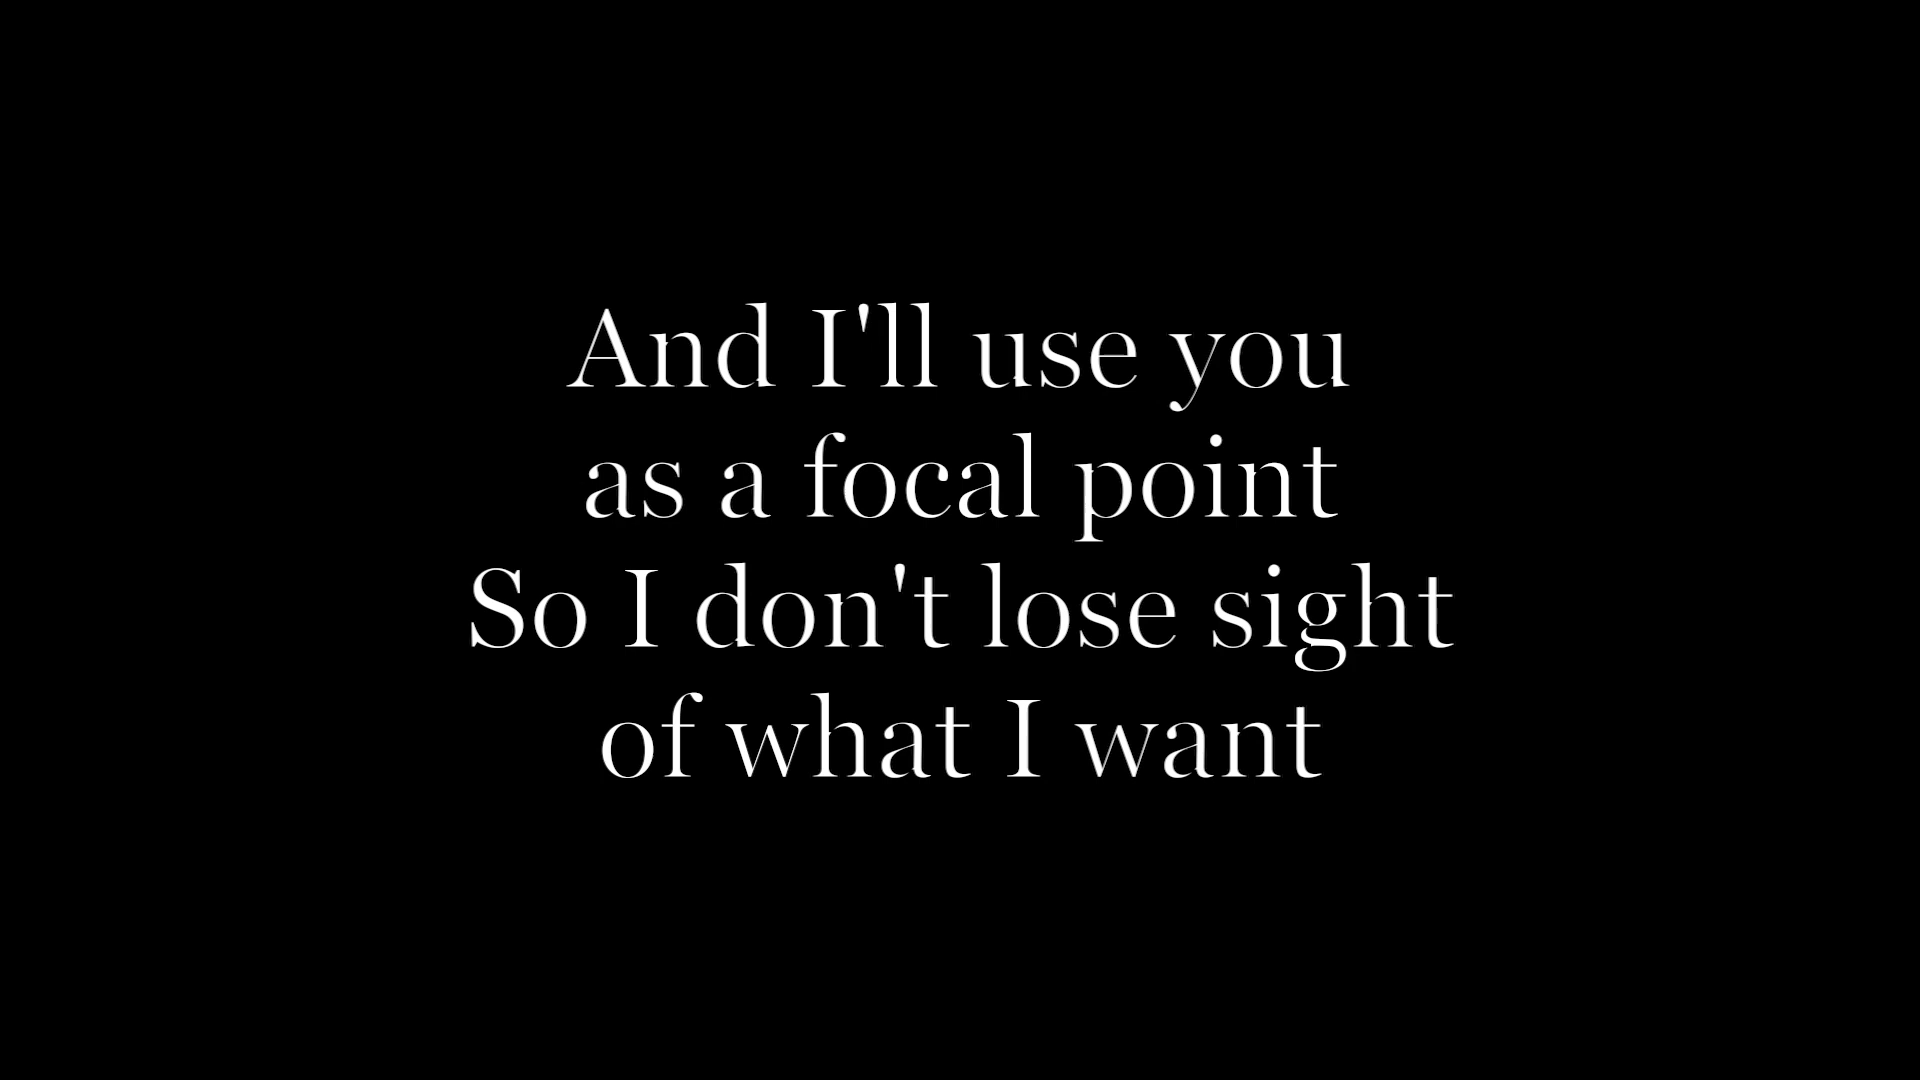 And I'll use you
as a focal point
So I don't lose sight
of what I want